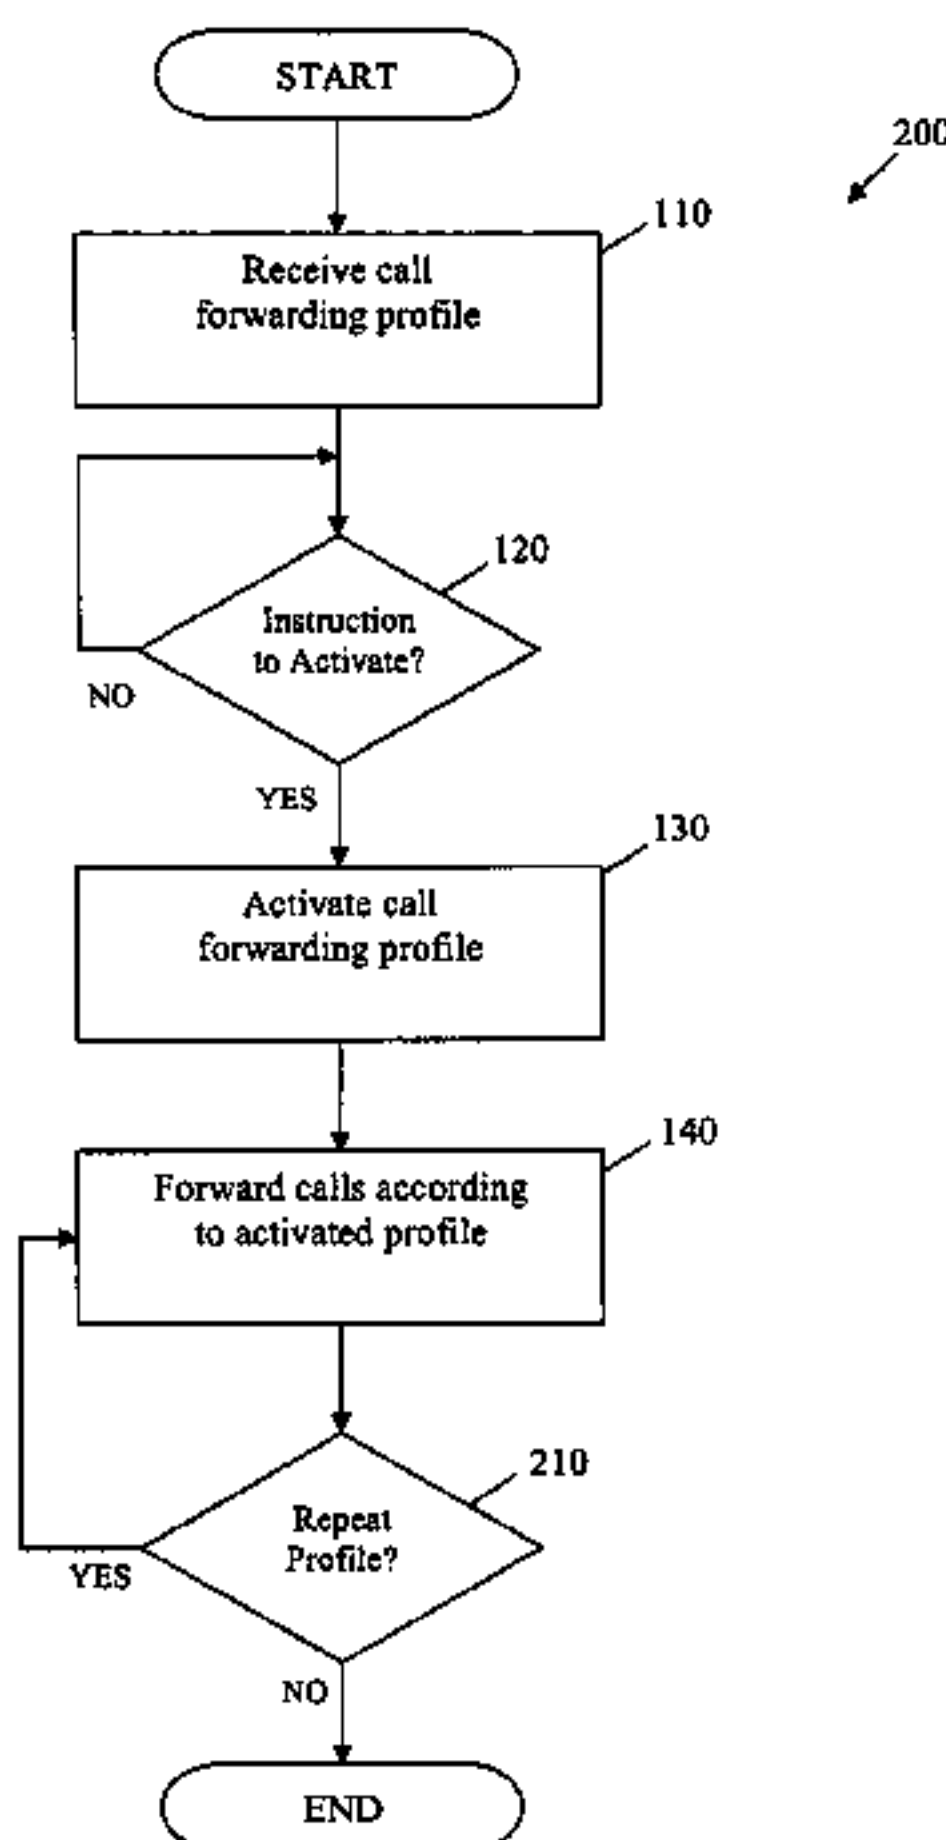 START
200
110
Receive call
forwarding profile
120
Instruction
to Activate?
NO
YES
130
Activate call
forwarding profile
140
Forward calls according
to activated profile
210
Repeat
Profile?
YES
NO
END